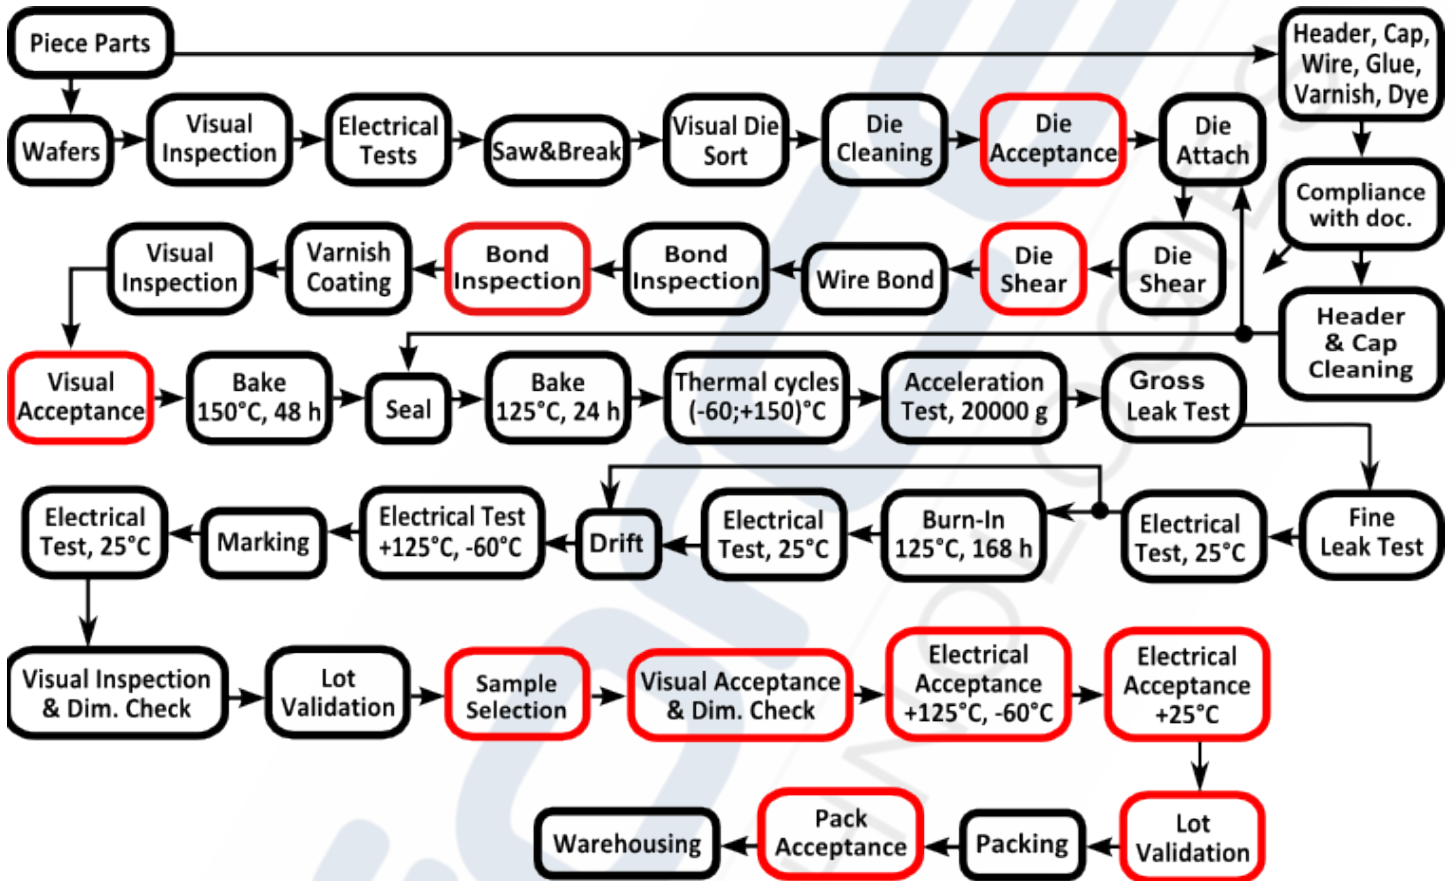 Piece Parts
Header, Cap,
Wire, Glue,
Varnish, Dye
Wafers
Visual
Inspection
Electrical
Tests
Saw&Break
Visual Die
Sort
Die
Cleaning
Die
Acceptance
Die
Attach
Compliance
with doc.
Visual
Inspection
Varnish
Coating
Bond
Inspection
Bond
Inspection
Wire Bond
Die
Shear
Die
Shear
Header
& Cap
Cleaning
Visual
Acceptance
Bake
150°C, 48 h
Seal
Bake
125°C, 24 h
Thermal cycles
(-60;+150)°C
Acceleration
Test, 20000 g
Gross
Leak Test
Electrical
Test, 25°C
Marking
Electrical Test
+125°C, -60°C
Drift
Electrical
Test, 25°C
Burn-In
125°C, 168 h
Electrical
Test, 25°C
Fine
Leak Test
Visual Inspection
& Dim. Check
Lot
Validation
Sample
Selection
Visual Acceptance
& Dim. Check
Electrical
Acceptance
+125°C, -60°C
Electrical
Acceptance
+25°C
Warehousing
Pack
Acceptance
Packing
Lot
Validation